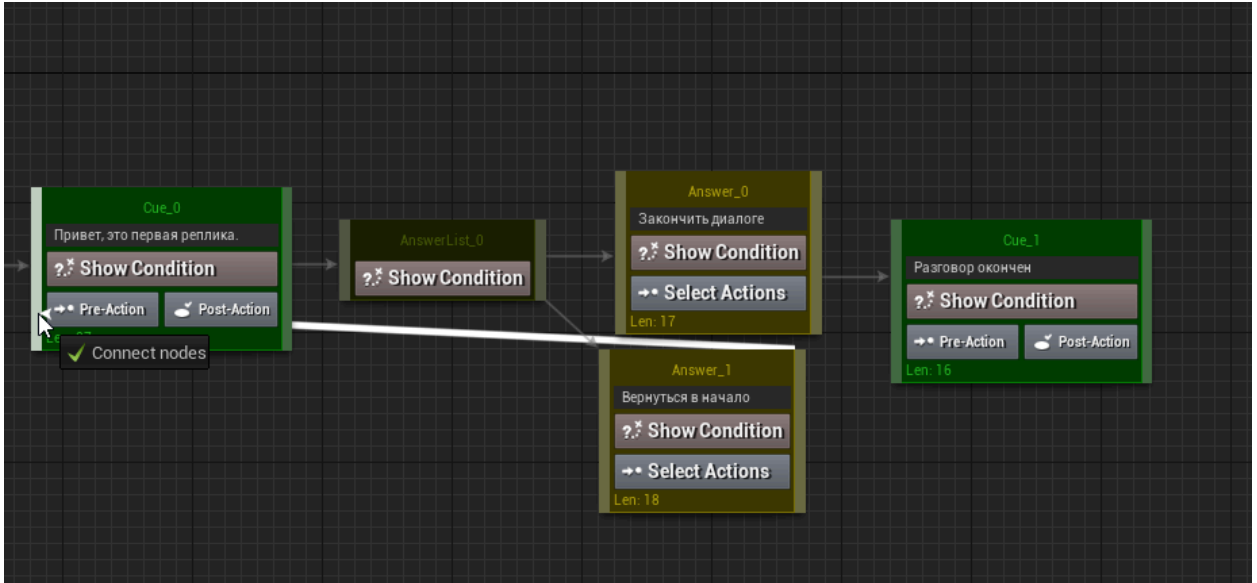 Cue_0
Привет, это первая реплика.
Show Condition
Pre-Action
Post-Action
Connect nodes
AnswerList_0
Show Condition
Answer_0
Закончить диалоге
Show Condition
Select Actions
Len: 17
Answer_1
Вернуться в начало
Show Condition
Select Actions
Len: 18
Cue_1
Разговор окончен
Show Condition
Pre-Action
Post-Action
Len: 16